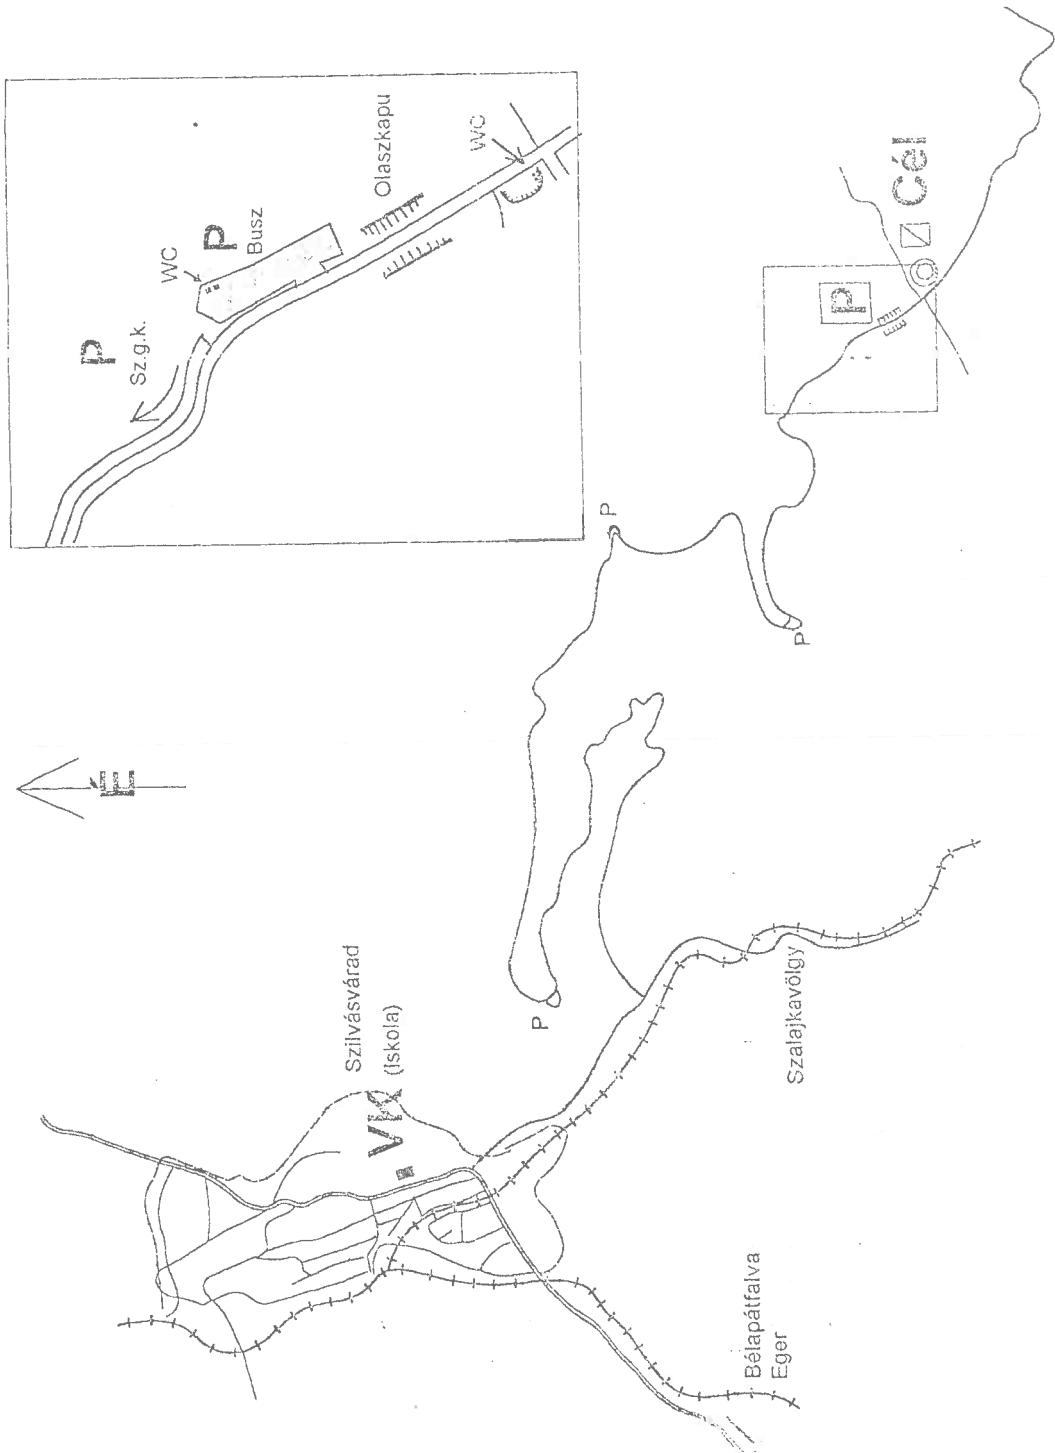 WC
P
Busz
P
Sz.g.k.
Olaszkapu
WC
É
P
P
P
Cél
P
Szilvásvárad
VK
(Iskola)
Szalajkavölgy
Bélapátfalva
Eger